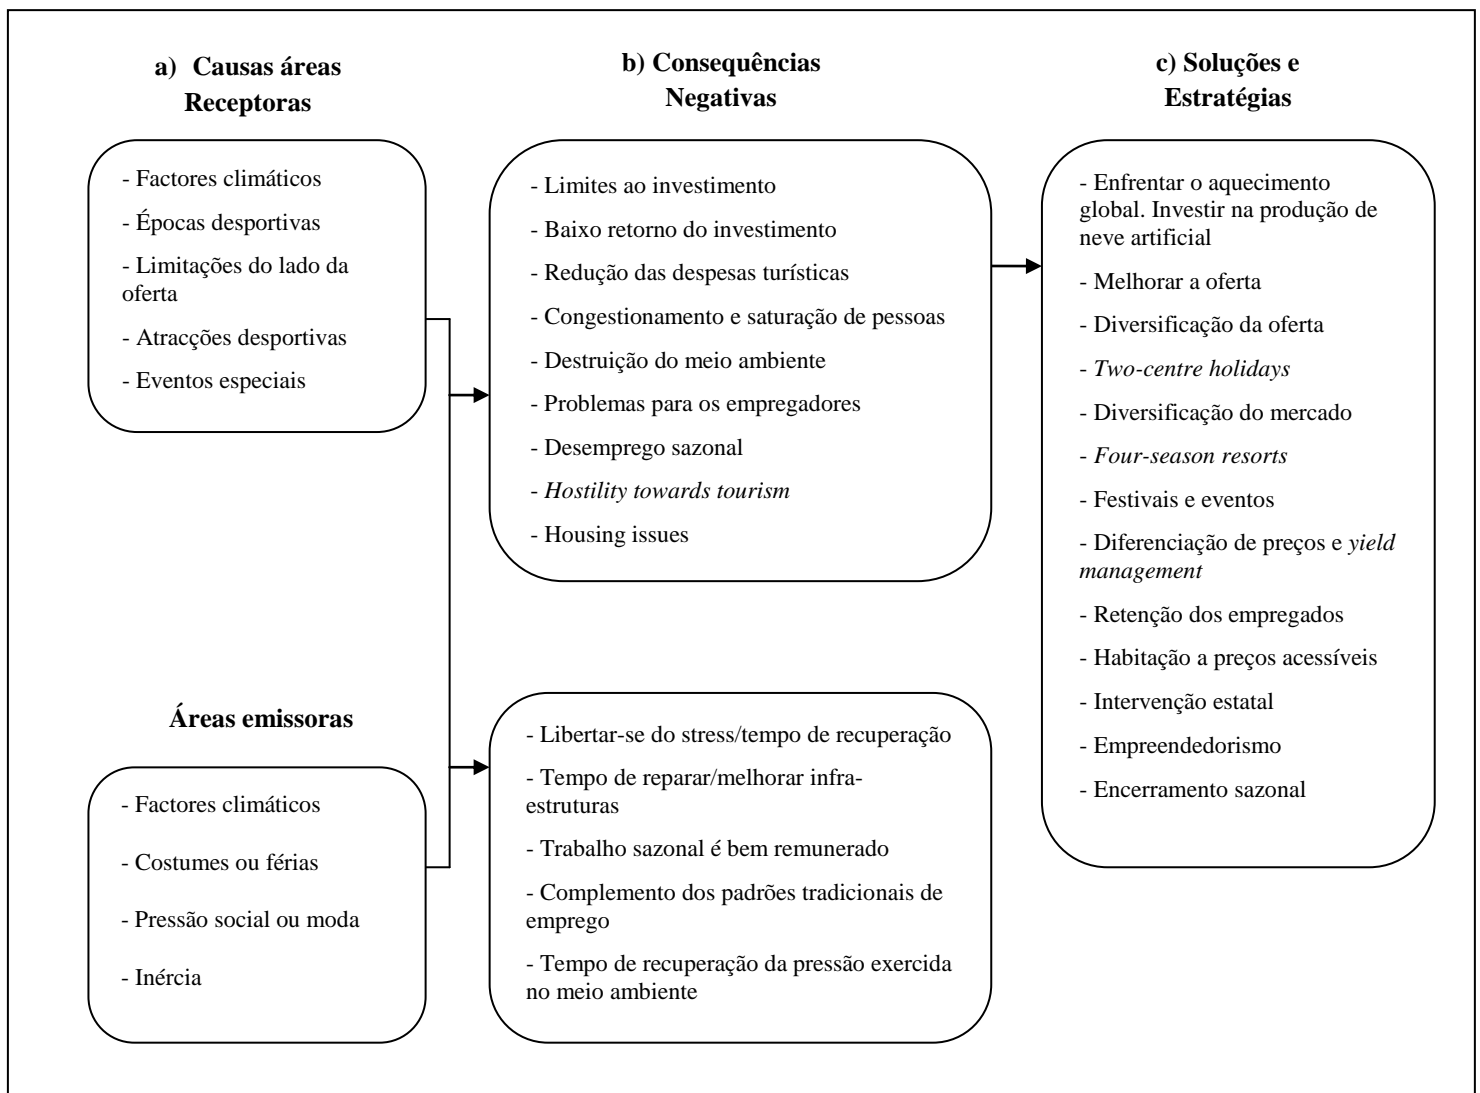 a) Causas áreas
Receptoras
- Factores climáticos
- Épocas desportivas
- Limitações do lado da
oferta
- Atracções desportivas
- Eventos especiais
Áreas emissoras
- Factores climáticos
- Costumes ou férias
- Pressão social ou moda
- Inércia
b) Consequências
Negativas
- Limites ao investimento
- Baixo retorno do investimento
- Redução das despesas turísticas
- Congestionamento e saturação de pessoas
- Destruição do meio ambiente
- Problemas para os empregadores
- Desemprego sazonal
- Hostility towards tourism
- Housing issues
- Libertar-se do stress/tempo de recuperação
- Tempo de reparar/melhorar infra-
estruturas
- Trabalho sazonal é bem remunerado
- Complemento dos padrões tradicionais de
emprego
- Tempo de recuperação da pressão exercida
no meio ambiente
c) Soluções e
Estratégias
- Enfrentar o aquecimento
global. Investir na produção de
neve artificial
- Melhorar a oferta
- Diversificação da oferta
- Two-centre holidays
- Diversificação do mercado
- Four-season resorts
- Festivais e eventos
- Diferenciação de preços e yield
management
- Retenção dos empregados
- Habitação a preços acessíveis
- Intervenção estatal
- Empreendedorismo
- Encerramento sazonal